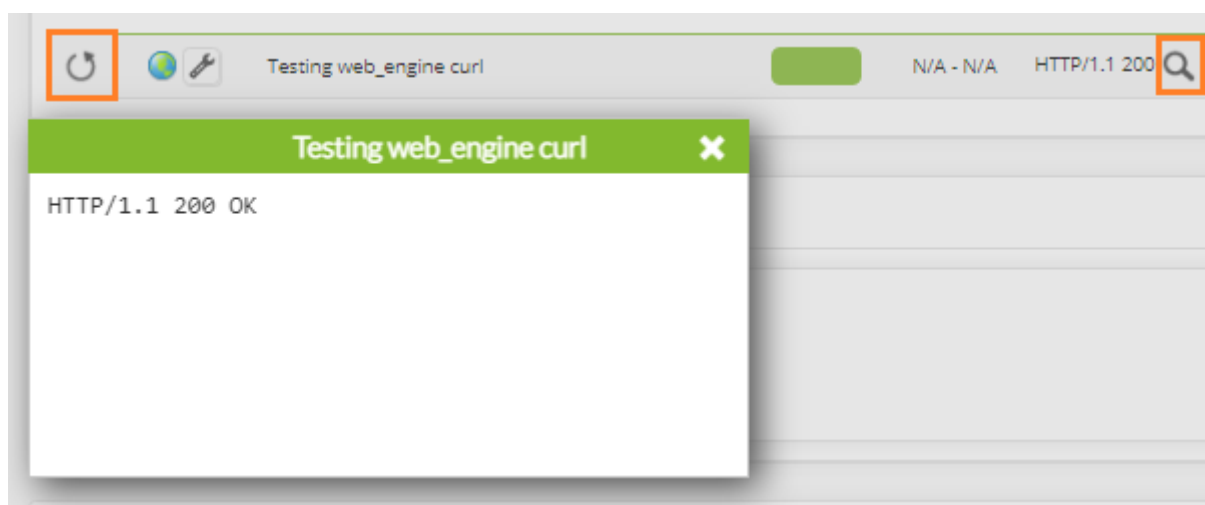 Testing web_engine curl N/A - N/A HTTP/1.1 200
Testing web_engine curl
HTTP/1.1 200 OK